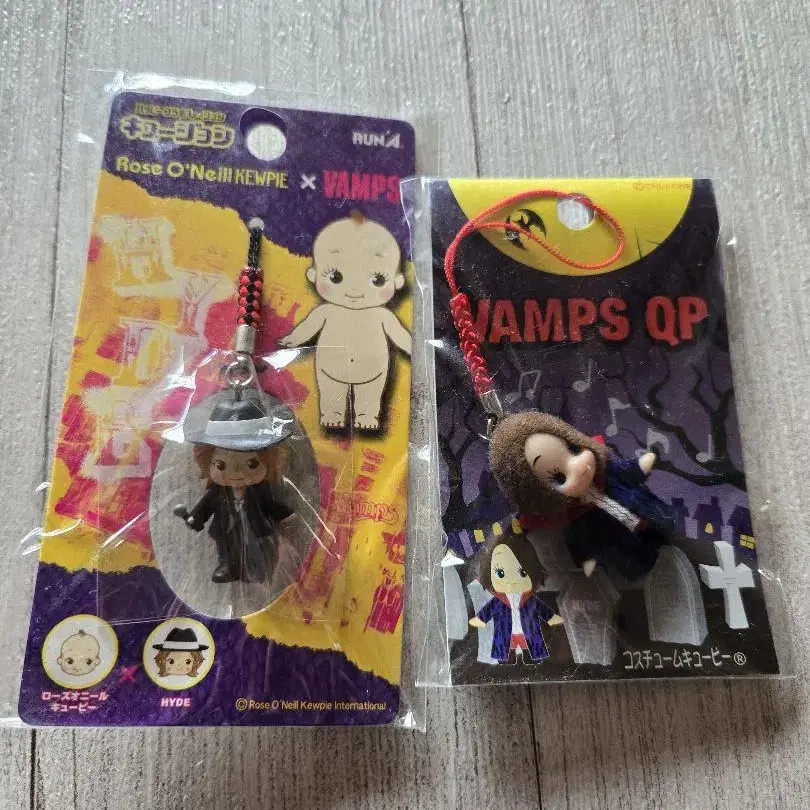 キュージョン
RUN'A
Rose O'Neill KEWPIE × VAMPS
ローズオニール
キューピー
×
HYDE
© Rose O'Neill Kewpie International
VAMPS QP
HYDE
コスチュームキューピー®